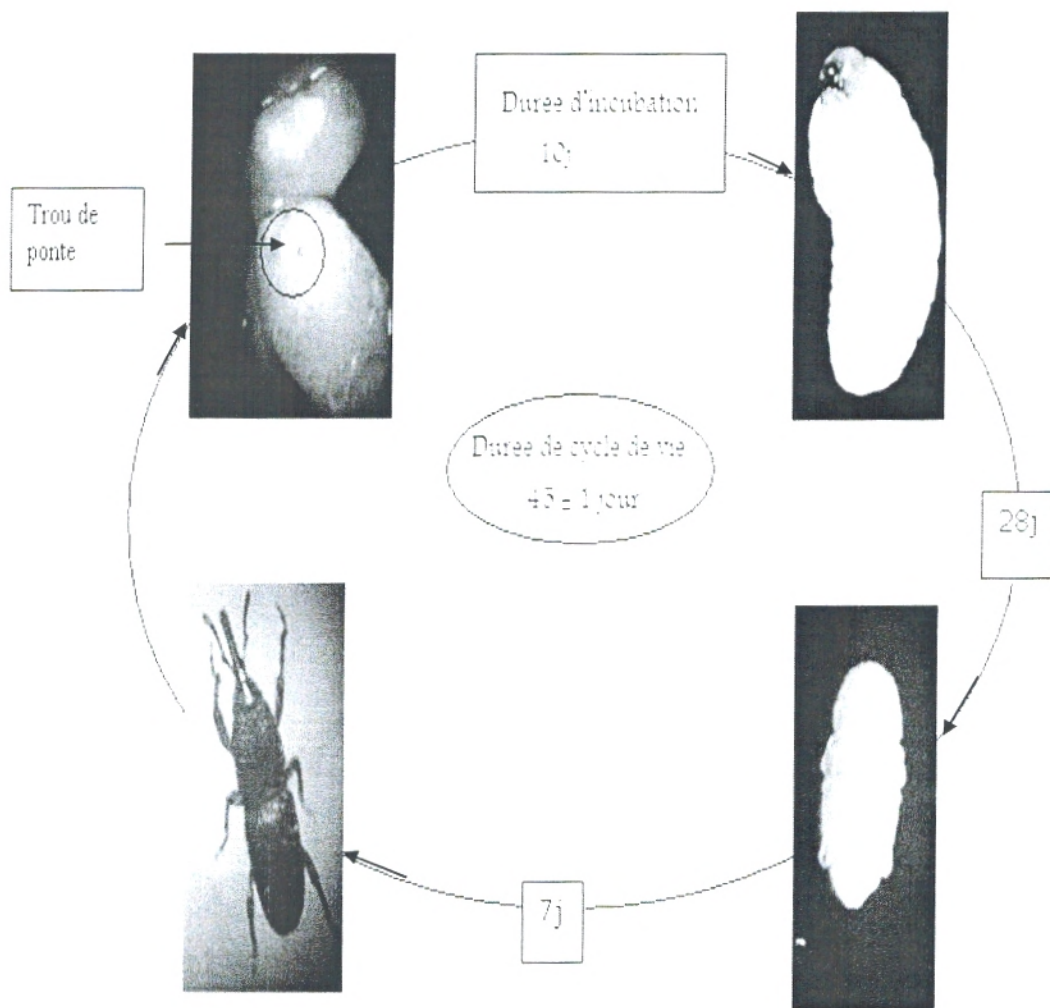 Durée d'incubation
10j
Trou de
ponte
Durée de cycle de vie
45 ± 1 jour
28j
7j